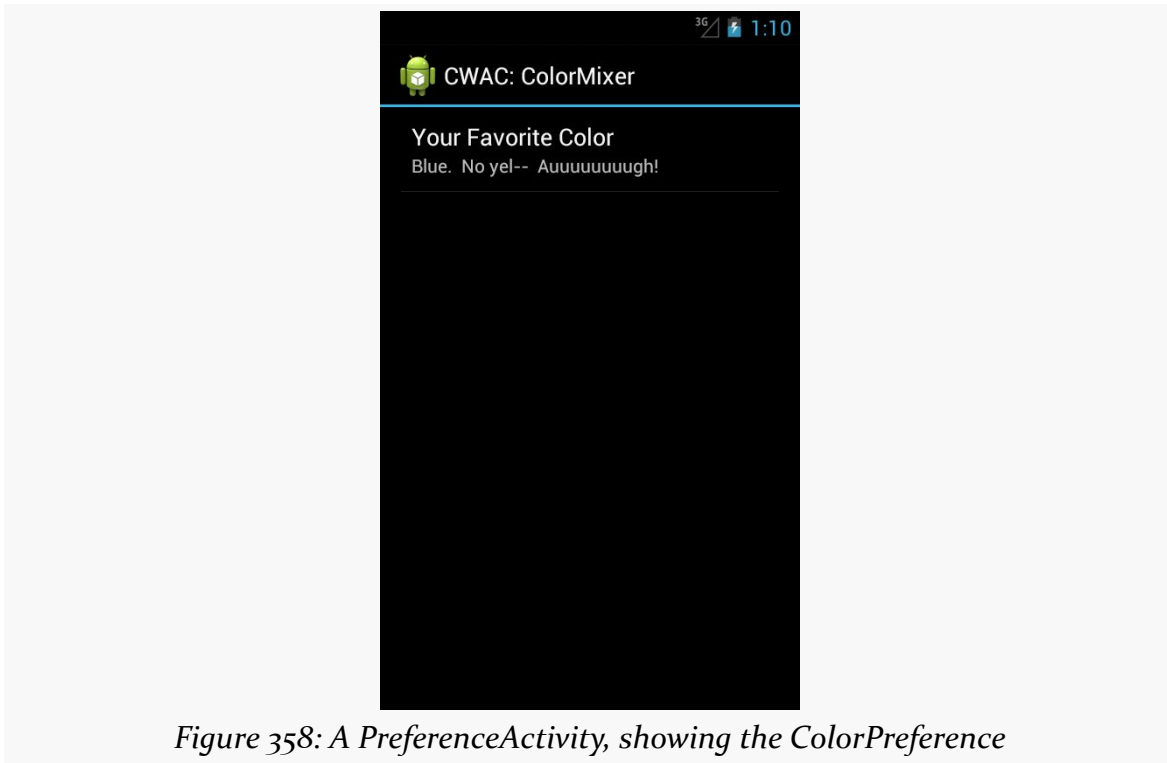 3G 1:10
CWAC: ColorMixer
Your Favorite Color
Blue.  No yel--  Auuuuuuuugh!
Figure 358: A PreferenceActivity, showing the ColorPreference